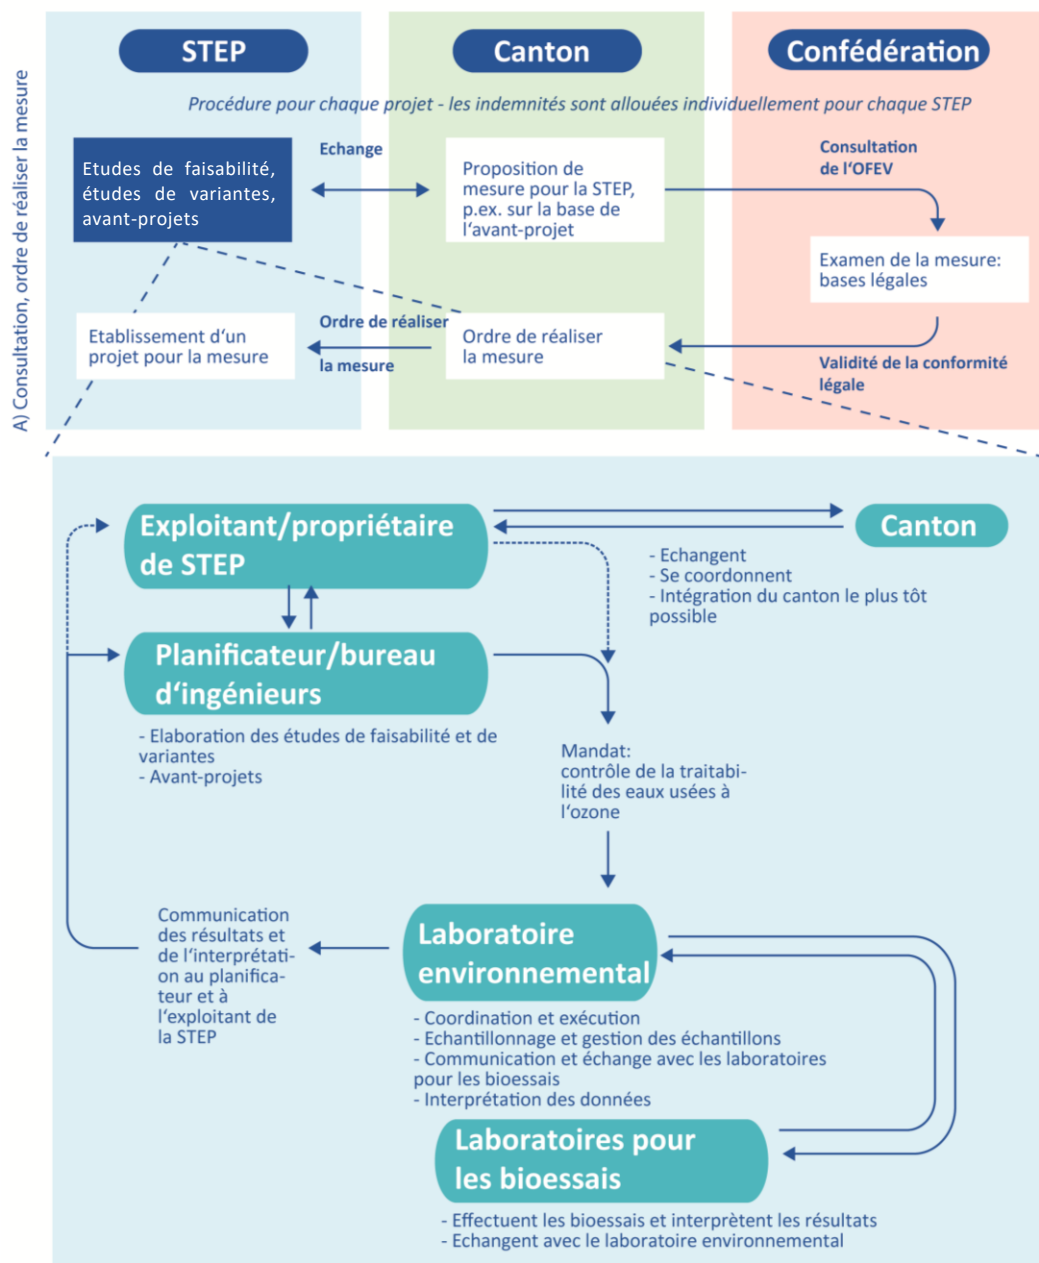 STEP
Canton
Confédération
Procédure pour chaque projet - les indemnités sont allouées individuellement pour chaque STEP
A) Consultation, ordre de réaliser la mesure
Etudes de faisabilité,
études de variantes,
avant-projets
Echange
Proposition de
mesure pour la STEP,
p.ex. sur la base de
l'avant-projet
Consultation
de l'OFEV
Examen de la mesure:
bases légales
Etablissement d'un
projet pour la mesure
Ordre de réaliser
la mesure
Ordre de réaliser
la mesure
Validité de la conformité
légale
Exploitant/propriétaire
de STEP
Canton
- Echangent
- Se coordonnent
- Intégration du canton le plus tôt
possible
Planificateur/bureau
d'ingénieurs
- Elaboration des études de faisabilité et de
variantes
- Avant-projets
Mandat:
contrôle de la traitabi-
lité des eaux usées à
l'ozone
Communication
des résultats et
de l'interprétati-
on au planifica-
teur et à
l'exploitant de
la STEP
Laboratoire
environnemental
- Coordination et exécution
- Echantillonnage et gestion des échantillons
- Communication et échange avec les laboratoires
pour les bioessais
- Interprétation des données
Laboratoires pour
les bioessais
- Effectuent les bioessais et interprètent les résultats
- Echangent avec le laboratoire environnemental